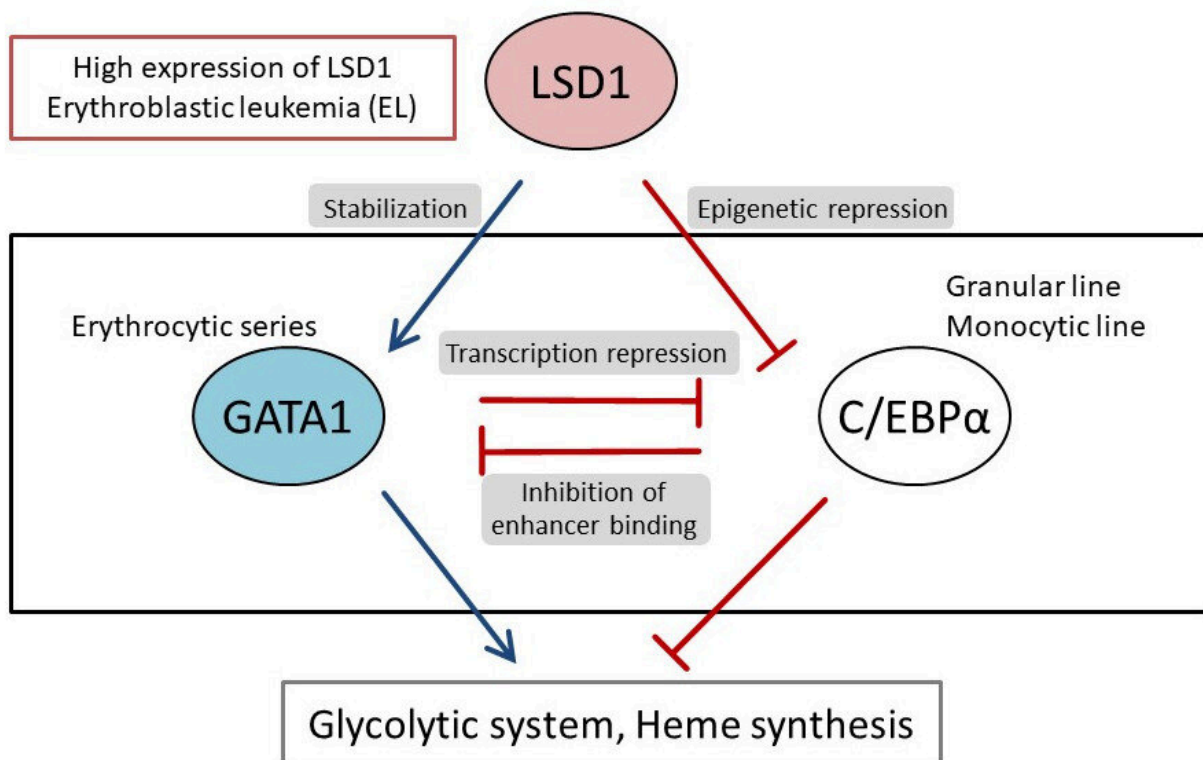 High expression of LSD1
Erythroblastic leukemia (EL)
LSD1
Stabilization
Epigenetic repression
Erythrocytic series
Granular line
Monocytic line
Transcription repression
GATA1
C/EBPα
Inhibition of
enhancer binding
Glycolytic system, Heme synthesis